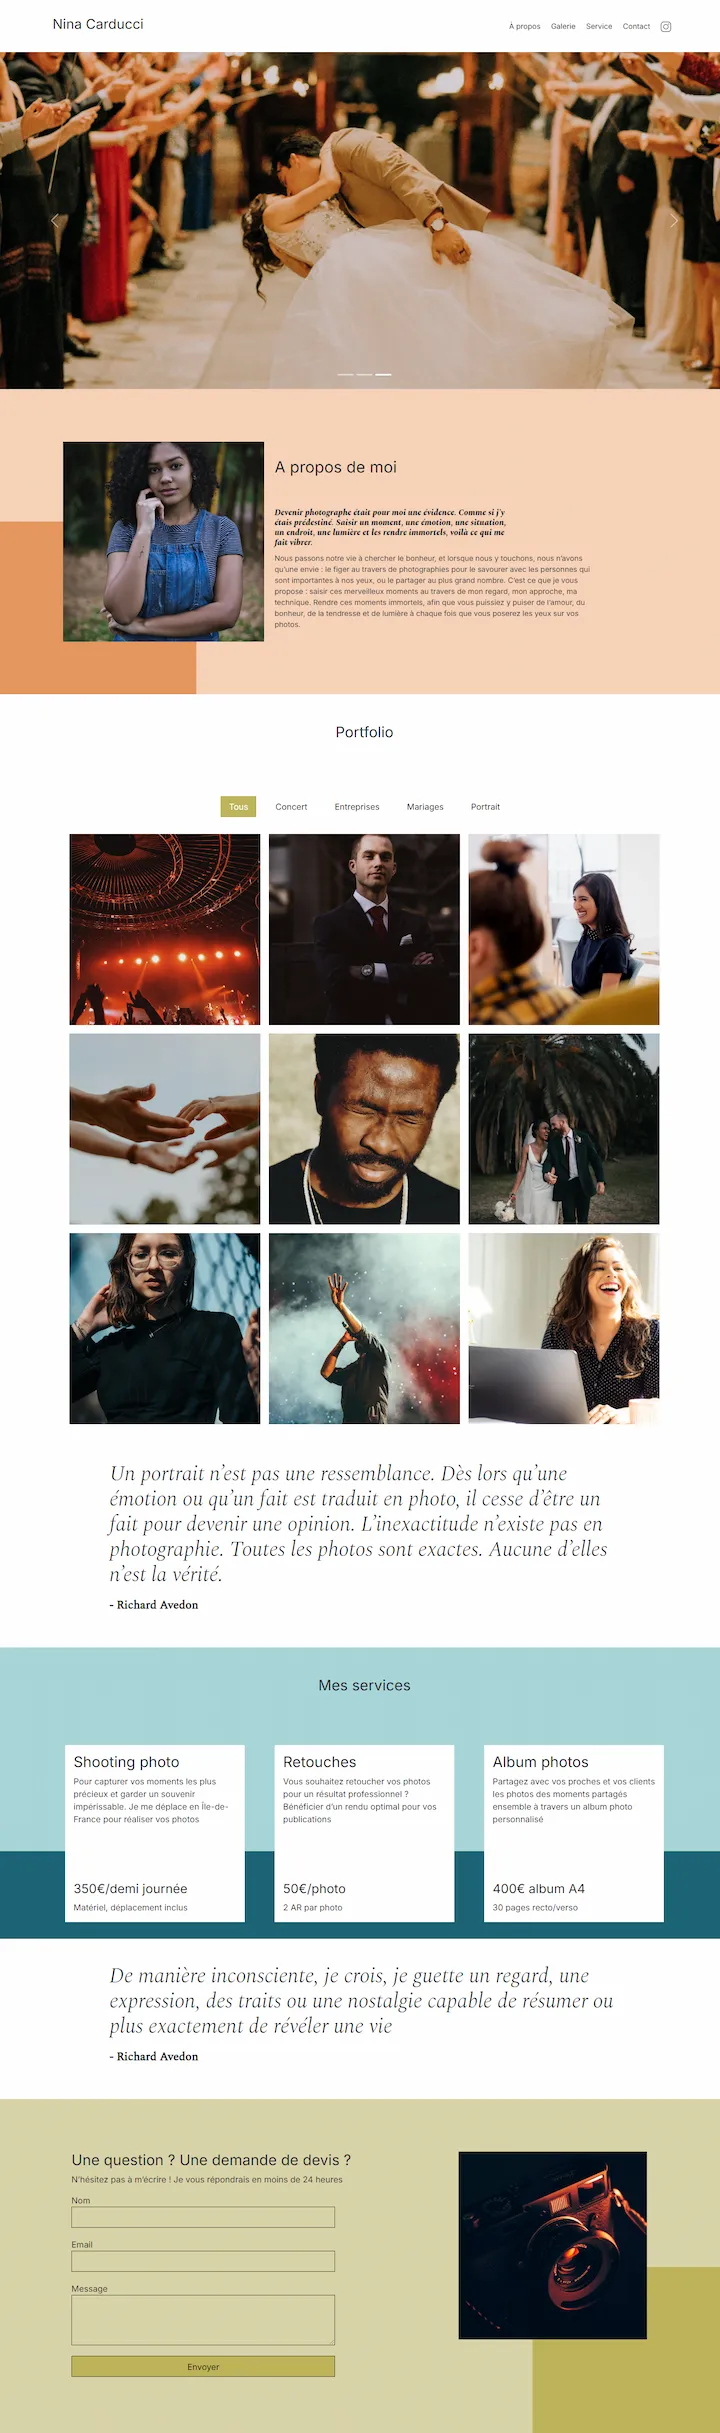 Nina Carducci
À propos Galerie Service Contact
A propos de moi
Devenir photographe était pour moi une évidence. Comme si j'y
étais prédestiné. Saisir un moment, une émotion, une situation,
un endroit, une lumière et les rendre immortels, voilà ce qui me
fait vibrer.
Nous passons notre vie à chercher le bonheur, et lorsque nous y touchons, nous n'avons
qu'une envie : le figer au travers de photographies pour le savourer avec les personnes qui
sont importantes à nos yeux, ou le partager au plus grand nombre. C'est ce que je vous
propose : saisir ces merveilleux moments au travers de mon regard, mon approche, ma
technique. Rendre ces moments immortels, afin que vous puissiez y puiser de l'amour, du
bonheur, de la tendresse et de lumière à chaque fois que vous poserez les yeux sur vos
photos.
Portfolio
Tous Concert Entreprises Mariages Portrait
Un portrait n'est pas une ressemblance. Dès lors qu'une
émotion ou qu'un fait est traduit en photo, il cesse d'être un
fait pour devenir une opinion. L'inexactitude n'existe pas en
photographie. Toutes les photos sont exactes. Aucune d'elles
n'est la vérité.
- Richard Avedon
Mes services
Shooting photo
Pour capturer vos moments les plus
précieux et garder un souvenir
impérissable. Je me déplace en Île-de-
France pour réaliser vos photos
350€/demi journée
Matériel, déplacement inclus
Retouches
Vous souhaitez retoucher vos photos
pour un résultat professionnel ?
Bénéficier d'un rendu optimal pour vos
publications
50€/photo
2 AR par photo
Album photos
Partagez avec vos proches et vos clients
les photos des moments partagés
ensemble à travers un album photo
personnalisé
400€ album A4
30 pages recto/verso
De manière inconsciente, je crois, je guette un regard, une
expression, des traits ou une nostalgie capable de résumer ou
plus exactement de révéler une vie
- Richard Avedon
Une question ? Une demande de devis ?
N'hésitez pas à m'écrire ! Je vous répondrais en moins de 24 heures
Nom
Email
Message
Envoyer